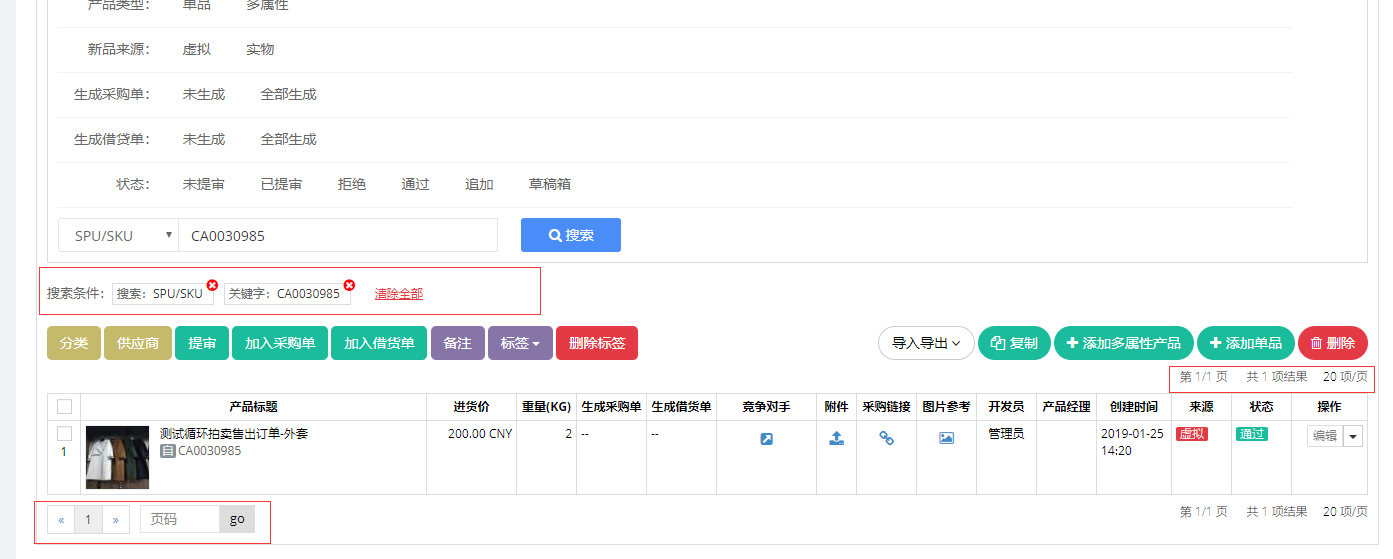 产品类型： 单品 多属性
新品来源： 虚拟 实物
生成采购单： 未生成 全部生成
生成借贷单： 未生成 全部生成
状态： 未提审 已提审 拒绝 通过 追加 草稿箱
SPU/SKU CA0030985 搜索
搜索条件： 搜索：SPU/SKU 关键字：CA0030985 清除全部
分类 供应商 提审 加入采购单 加入借货单 备注 标签 删除标签 导入导出 复制 添加多属性产品 添加单品 删除
第 1/1 页 共 1 项结果 20 项/页
产品标题 进货价 重量(KG) 生成采购单 生成借货单 竞争对手 附件 采购链接 图片参考 开发员 产品经理 创建时间 来源 状态 操作
测试循环拍卖售出订单-外套 200.00 CNY 2 -- -- 管理员 2019-01-25 虚拟 通过 编辑
1 目 CA0030985 14:20
« 1 » 页码 go 第 1/1 页 共 1 项结果 20 项/页